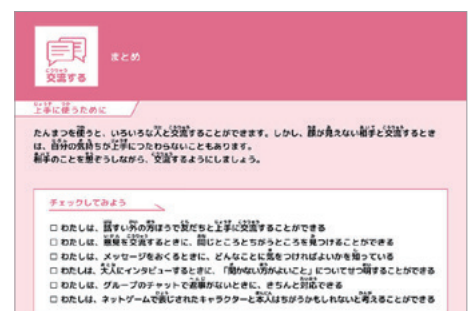 まとめ
交流する
上手に使うために
たんまつを使うと、いろいろな人と交流することができます。しかし、顔が見えない相手と交流するとき
は、自分の気持ちが上手につたわらないこともあります。
相手のことを想ぞうしながら、交流するようにしましょう。
チェックしてみよう
□ わたしは、話すい外の方ほうで友だちと上手に交流することができる
□ わたしは、意見を交流するときに、同じところとちがうところを見つけることができる
□ わたしは、メッセージをおくるときに、どんなことに気をつければよいかを知っている
□ わたしは、大人にインタビューするときに、「聞かない方がよいこと」についてせつ明することができる
□ わたしは、グループのチャットで返事がないときに、きちんと対応できる
□ わたしは、ネットゲームで表じされたキャラクターと本人はちがうかもしれないと考えることができる